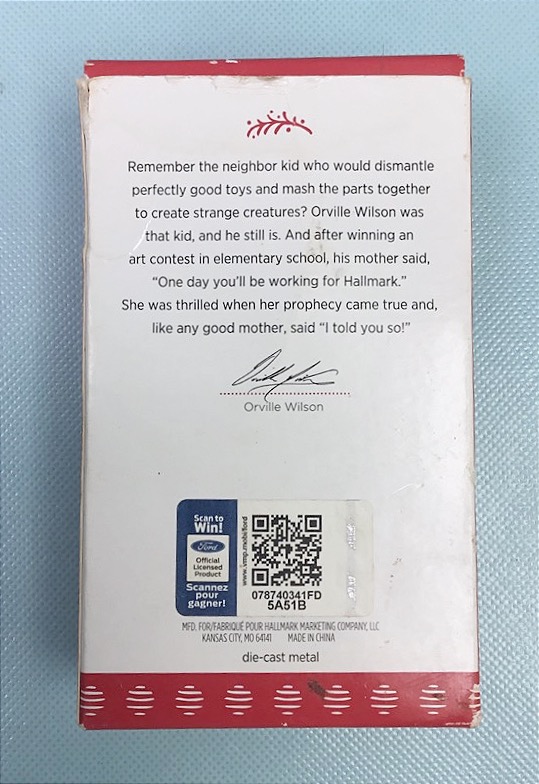 Remember the neighbor kid who would dismantle
perfectly good toys and mash the parts together
to create strange creatures? Orville Wilson was
that kid, and he still is. And after winning an
art contest in elementary school, his mother said,
“One day you’ll be working for Hallmark.”
She was thrilled when her prophecy came true and,
like any good mother, said “I told you so!”
Orville Wilson
Scan to
Win!
Ford
Official
Licensed
Product
Scannez
pour
gagner!
www.vmp.mobi/ford
078740341FD
5A51B
MFD. FOR/FABRIQUÉ POUR HALLMARK MARKETING COMPANY, LLC
KANSAS CITY, MO 64141 MADE IN CHINA
die-cast metal